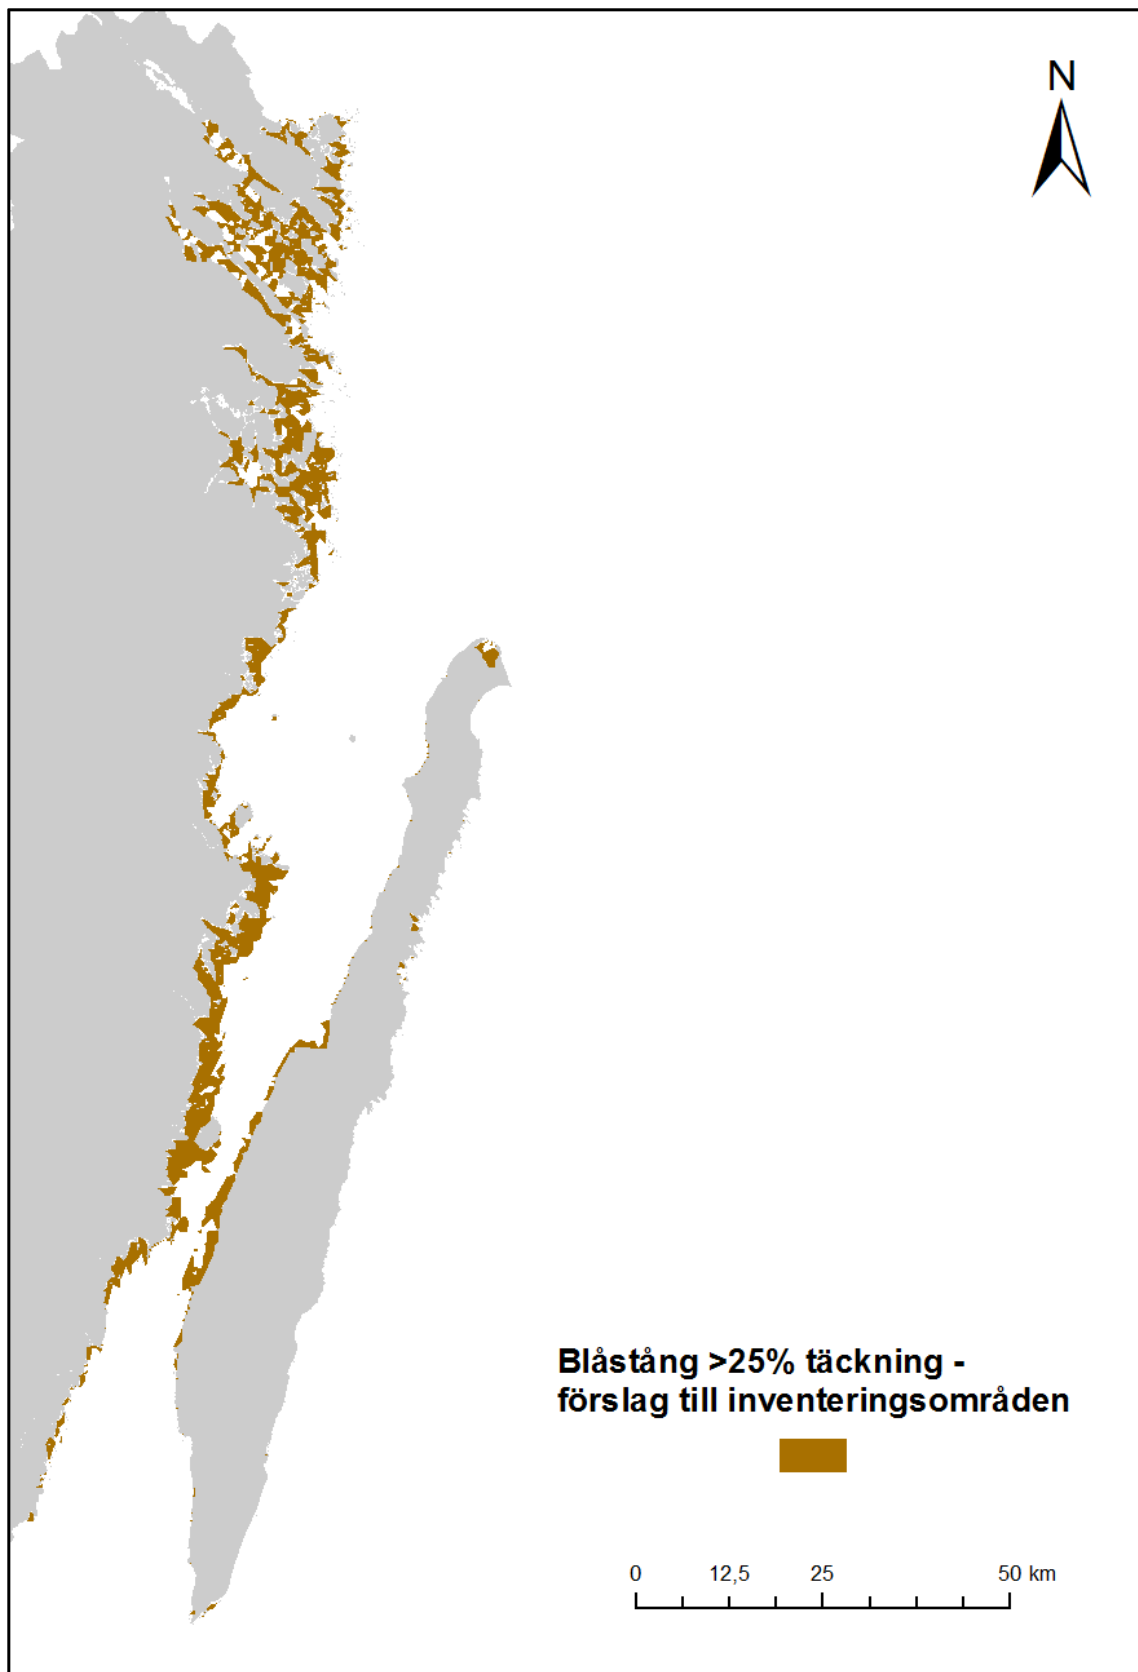 N
Blåstång >25% täckning -
förslag till inventeringsområden
0 12,5 25 50 km